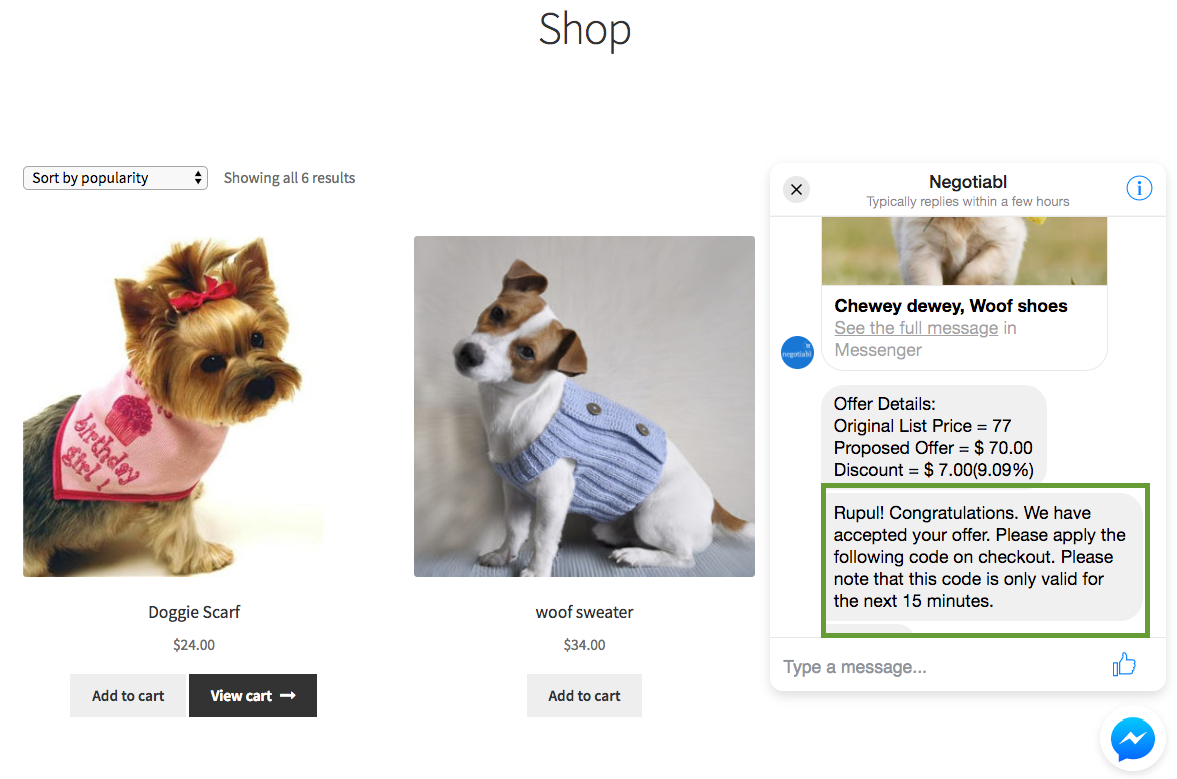 Shop
Sort by popularity
Showing all 6 results
birthday
girl !
Doggie Scarf
$24.00
Add to cart
View cart →
woof sweater
$34.00
Add to cart
Negotiabl
Typically replies within a few hours
Chewey dewey, Woof shoes
See the full message in
Messenger
negotiabl
Offer Details:
Original List Price = 77
Proposed Offer = $ 70.00
Discount = $ 7.00(9.09%)
Rupul! Congratulations. We have
accepted your offer. Please apply the
following code on checkout. Please
note that this code is only valid for
the next 15 minutes.
Type a message...